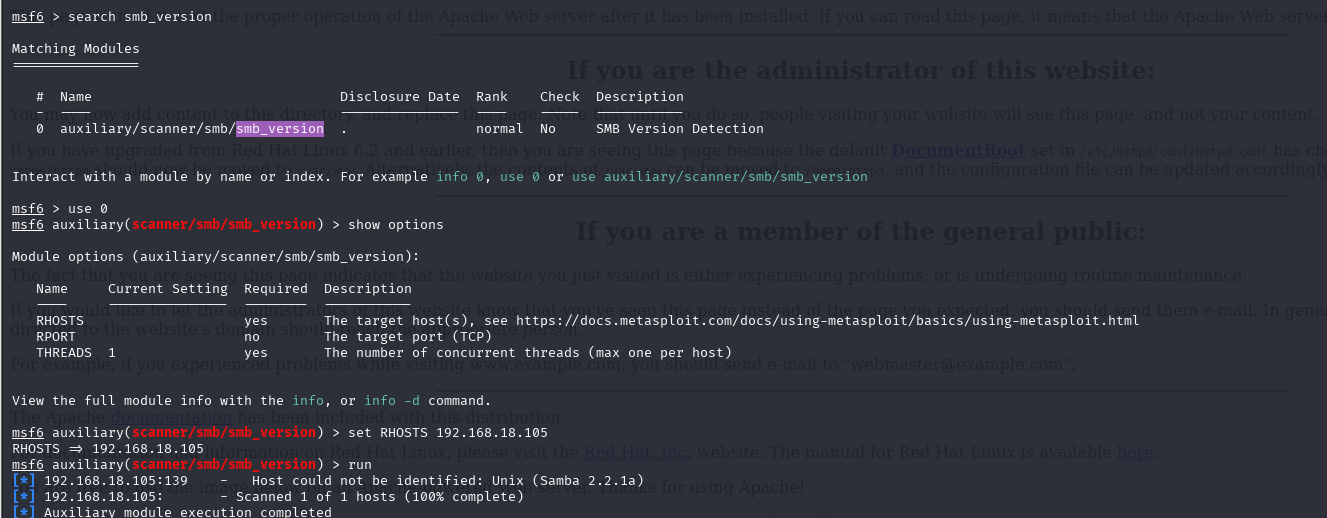 msf6 > search smb_version
Matching Modules
# Name Disclosure Date Rank Check Description
0 auxiliary/scanner/smb/smb_version . normal No SMB Version Detection
Interact with a module by name or index. For example info 0, use 0 or use auxiliary/scanner/smb/smb_version
msf6 > use 0
msf6 auxiliary(scanner/smb/smb_version) > show options
Module options (auxiliary/scanner/smb/smb_version):
Name Current Setting Required Description
RHOSTS yes The target host(s), see https://docs.metasploit.com/docs/using-metasploit/basics/using-metasploit.html
RPORT no The target port (TCP)
THREADS 1 yes The number of concurrent threads (max one per host)
View the full module info with the info, or info -d command.
msf6 auxiliary(scanner/smb/smb_version) > set RHOSTS 192.168.18.105
RHOSTS => 192.168.18.105
msf6 auxiliary(scanner/smb/smb_version) > run
[*] 192.168.18.105:139 - Host could not be identified: Unix (Samba 2.2.1a)
[*] 192.168.18.105: - Scanned 1 of 1 hosts (100% complete)
[*] Auxiliary module execution completed
the proper operation of the Apache Web server after it has been installed. If you can read this page, it means that the Apache Web server
If you are the administrator of this website:
You may now add content to this directory, and replace this page. Note that until you do so, people visiting your website will see this page, and not your content.
If you have upgraded from Red Hat Linux 6.2 and earlier, then you are seeing this page because the default DocumentRoot set in /etc/httpd/conf/httpd.conf has
should now be moved to Alternatively, the contents of can be moved to and the configuration file can be updated accordingly
If you are a member of the general public:
The fact that you are seeing this page indicates that the website you just visited is either experiencing problems, or is undergoing routine maintenance.
If you would like to let the administrators of this website know that you've seen this page instead of the page you expected, you should send them e-mail. In
to the website's domain should person.
For example, if you experienced problems while visiting www.example.com, you should send e-mail to "webmaster@example.com".
The Apache documentation has been included with this distribution.
information on Red Hat Linux, please visit the Red Hat, Inc. website. The manual for Red Hat Linux is available here.
the image below on an Apache server. Thanks for using Apache!